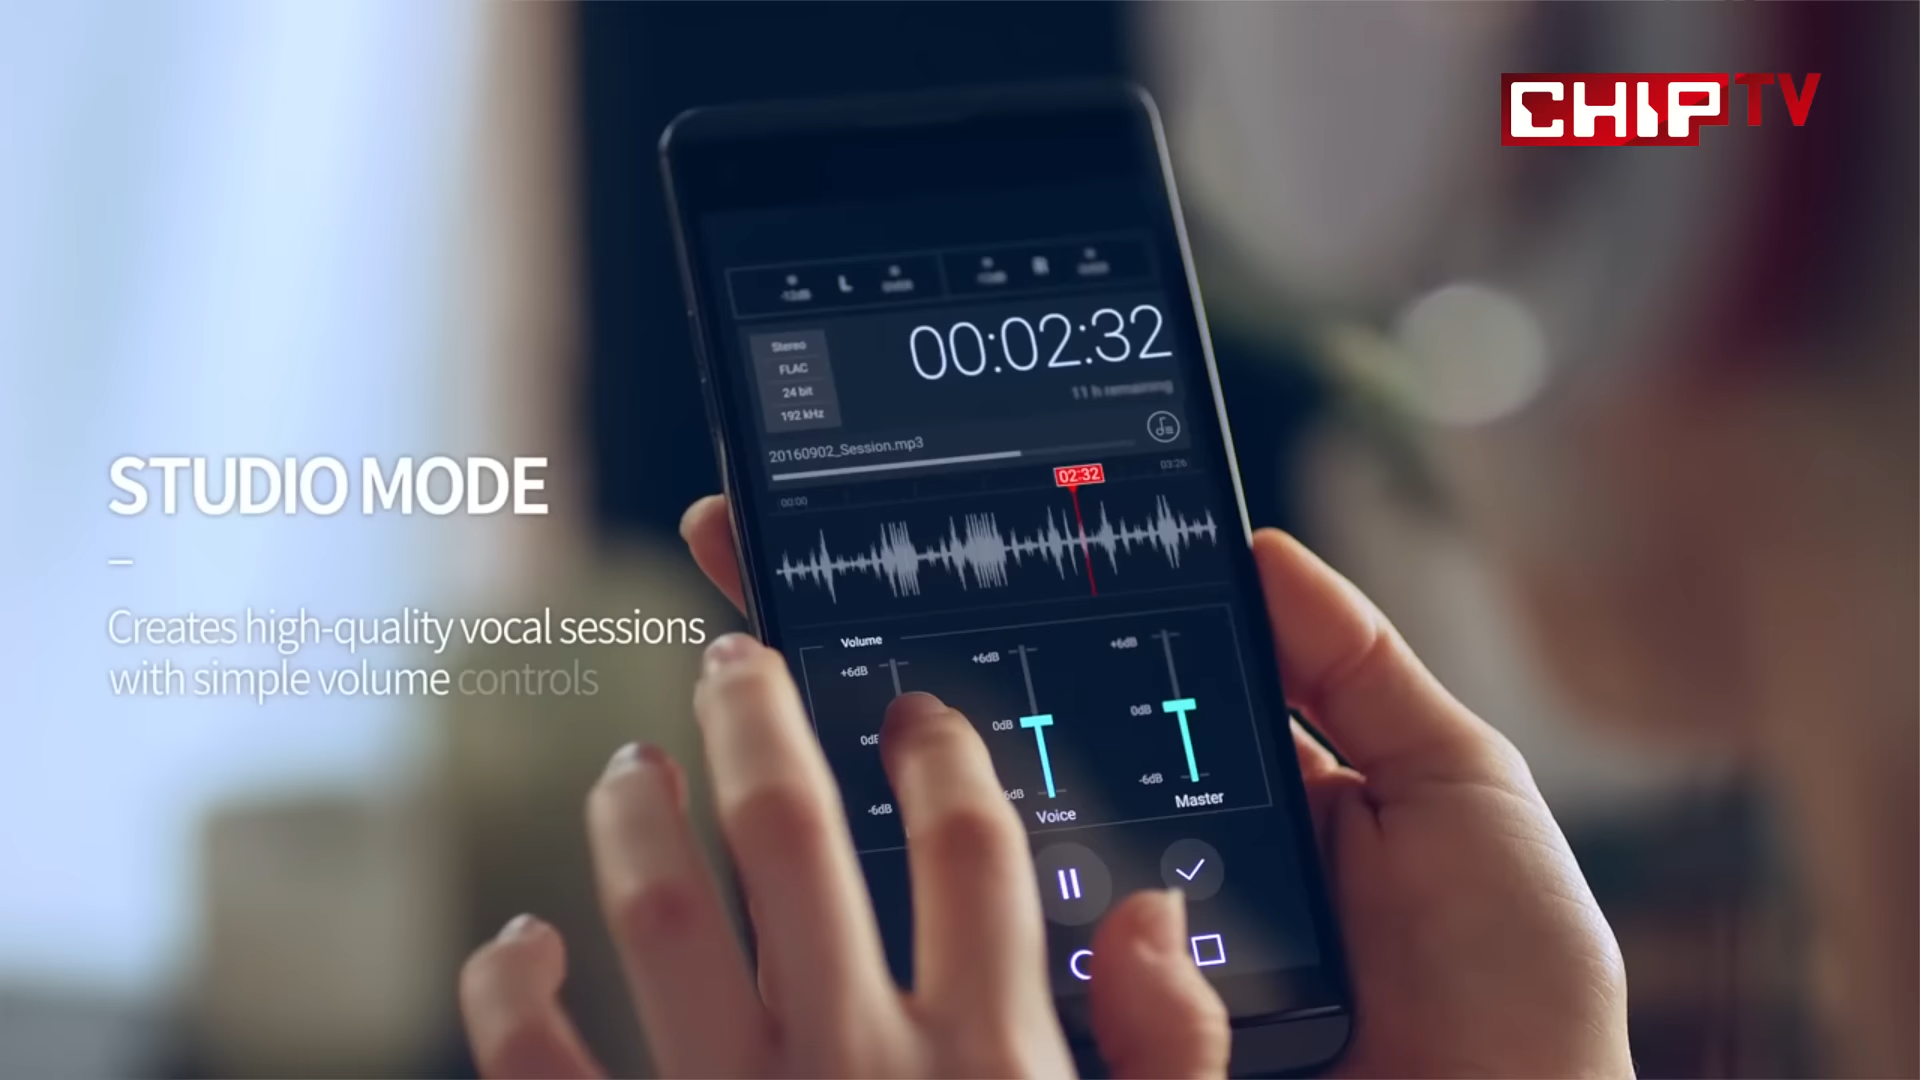 CHIP TV
L
R
00:02:32
11 h remaining
Stereo
FLAC
24 bit
192 kHz
20160902_Session.mp3
02:32
03:26
00:00
STUDIO MODE
Creates high-quality vocal sessions
with simple volume controls
Volume
+6dB
+6dB
+6dB
0dB
0dB
-6dB
-6dB
Voice
Master